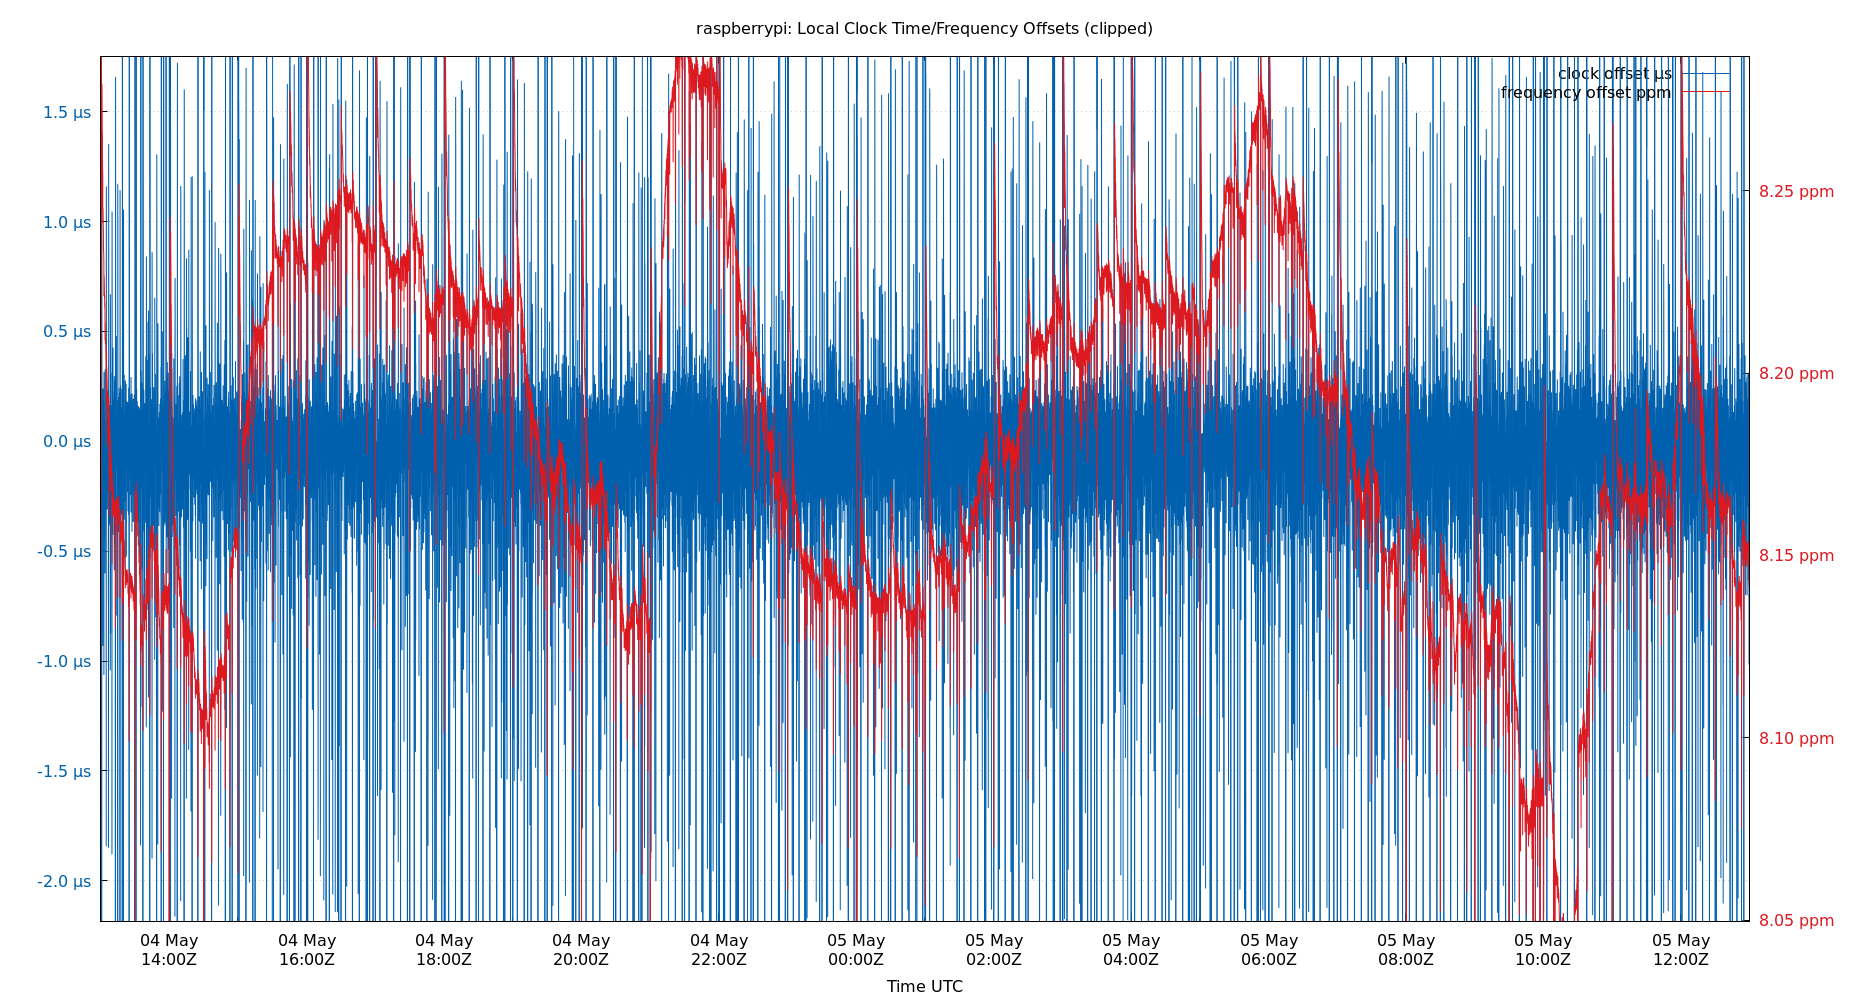 raspberrypi: Local Clock Time/Frequency Offsets (clipped)
clock offset µs
frequency offset ppm
1.5 µs
1.0 µs
0.5 µs
0.0 µs
-0.5 µs
-1.0 µs
-1.5 µs
-2.0 µs
8.25 ppm
8.20 ppm
8.15 ppm
8.10 ppm
8.05 ppm
04 May 04 May 04 May 04 May 04 May 05 May 05 May 05 May 05 May 05 May 05 May 05 May
14:00Z 16:00Z 18:00Z 20:00Z 22:00Z 00:00Z 02:00Z 04:00Z 06:00Z 08:00Z 10:00Z 12:00Z
Time UTC